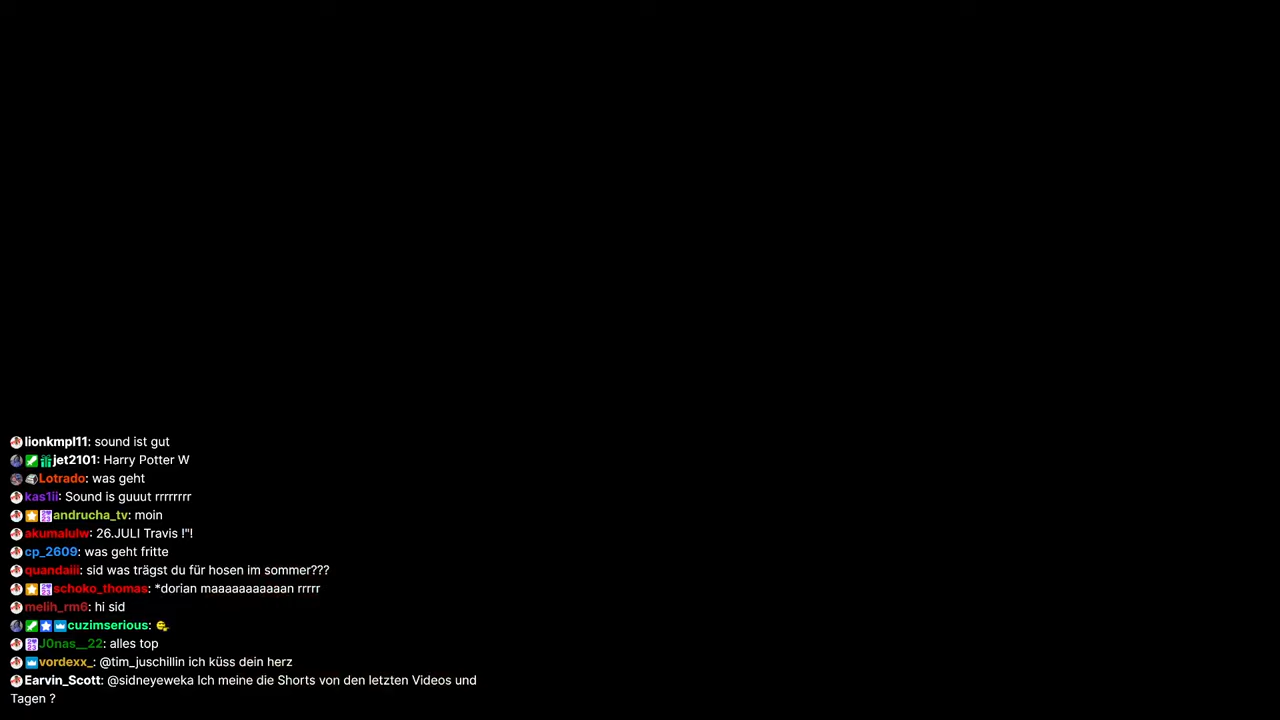 lionkmpl11: sound ist gut
jet2101: Harry Potter W
Lotrado: was geht
kas1ii: Sound is guuut rrrrrrrr
andrucha_tv: moin
akumalulw: 26.JULI Travis !"!
cp_2609: was geht fritte
quandaiii: sid was trägst du für hosen im sommer???
schoko_thomas: *dorian maaaaaaaaaaan rrrrr
melih_rm6: hi sid
cuzimserious:
J0nas__22: alles top
vordexx_: @tim_juschillin ich küss dein herz
Earvin_Scott: @sidneyeweka Ich meine die Shorts von den letzten Videos und
Tagen ?